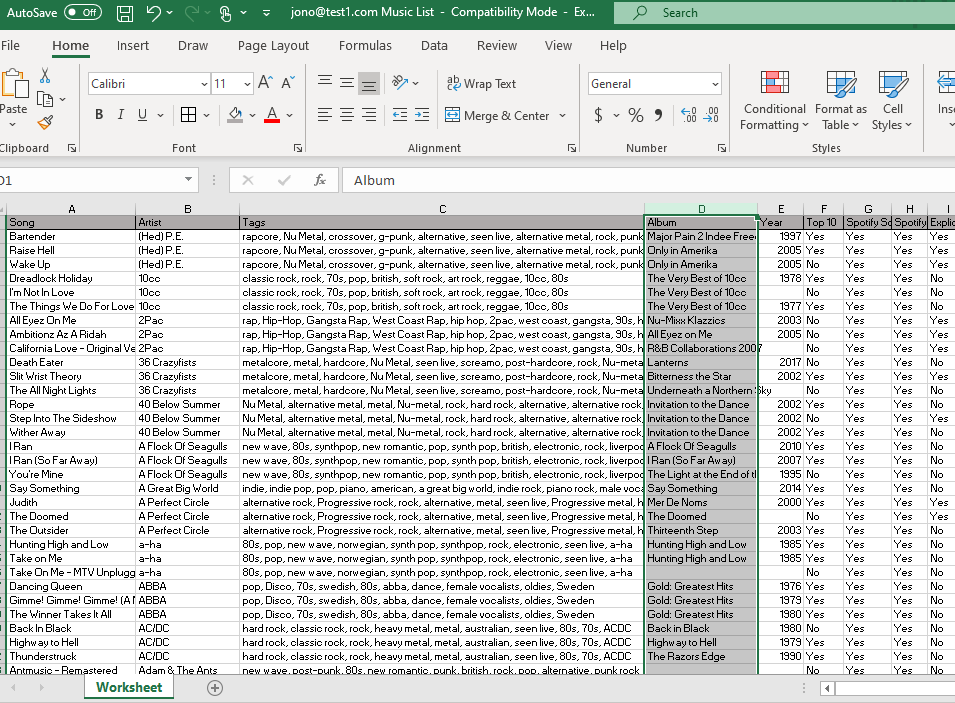 AutoSave Off jono@test1.com Music List - Compatibility Mode - Ex... Search
File Home Insert Draw Page Layout Formulas Data Review View Help
Calibri 11 Wrap Text General
Paste B I U Merge & Center $ % Conditional Formatting Format as Table Cell Styles Ins
Clipboard Font Alignment Number Styles
D1 fx Album
A B C D E F G H I
Song Artist Tags Album Year Top 10 Spotify Sc Spotify Explic
Bartender (Hed) P.E. rapcore, Nu Metal, crossover, g-punk, alternative, seen live, alternative metal, rock, punk Major Pain 2 Indee Free 1997 Yes Yes Yes Yes
Raise Hell (Hed) P.E. rapcore, Nu Metal, crossover, g-punk, alternative, seen live, alternative metal, rock, punk Only in Amerika 2005 Yes Yes Yes Yes
Wake Up (Hed) P.E. rapcore, Nu Metal, crossover, g-punk, alternative, seen live, alternative metal, rock, punk Only in Amerika 2005 No Yes Yes Yes
Dreadlock Holiday 10cc classic rock, rock, 70s, pop, british, soft rock, art rock, reggae, 10cc, 80s The Very Best of 10cc 1978 Yes Yes Yes No
I'm Not In Love 10cc classic rock, rock, 70s, pop, british, soft rock, art rock, reggae, 10cc, 80s The Very Best of 10cc No Yes Yes No
The Things We Do For Love 10cc classic rock, rock, 70s, pop, british, soft rock, art rock, reggae, 10cc, 80s The Very Best of 10cc 1977 Yes Yes Yes No
All Eyez On Me 2Pac rap, Hip-Hop, Gangsta Rap, West Coast Rap, hip hop, 2pac, west coast, gangsta, 90s, h Nu-Mixx Klazzics 2003 No Yes Yes Yes
Ambitionz Az A Ridah 2Pac rap, Hip-Hop, Gangsta Rap, West Coast Rap, hip hop, 2pac, west coast, gangsta, 90s, h All Eyez on Me 2005 No Yes Yes Yes
California Love - Original Ve 2Pac rap, Hip-Hop, Gangsta Rap, West Coast Rap, hip hop, 2pac, west coast, gangsta, 90s, h R&B Collaborations 2007 No Yes Yes Yes
Death Eater 36 Crazyfists metalcore, metal, hardcore, Nu Metal, seen live, screamo, post-hardcore, rock, Nu-meta Lanterns 2017 No Yes Yes No
Slit Wrist Theory 36 Crazyfists metalcore, metal, hardcore, Nu Metal, seen live, screamo, post-hardcore, rock, Nu-meta Bitterness the Star 2002 Yes Yes Yes Yes
The All Night Lights 36 Crazyfists metalcore, metal, hardcore, Nu Metal, seen live, screamo, post-hardcore, rock, Nu-meta Underneath a Northern Sky No Yes Yes No
Rope 40 Below Summer Nu Metal, alternative metal, metal, Nu-metal, rock, hard rock, alternative, alternative rock Invitation to the Dance 2002 Yes Yes Yes No
Step Into The Sideshow 40 Below Summer Nu Metal, alternative metal, metal, Nu-metal, rock, hard rock, alternative, alternative rock Invitation to the Dance 2002 No Yes Yes Yes
Wither Away 40 Below Summer Nu Metal, alternative metal, metal, Nu-metal, rock, hard rock, alternative, alternative rock Invitation to the Dance 2002 Yes Yes Yes No
I Ran A Flock Of Seagulls new wave, 80s, synthpop, new romantic, pop, synth pop, british, electronic, rock, liverpoo A Flock Of Seagulls 2010 Yes Yes Yes No
I Ran (So Far Away) A Flock Of Seagulls new wave, 80s, synthpop, new romantic, pop, synth pop, british, electronic, rock, liverpoo I Ran (So Far Away) 2007 Yes Yes Yes No
You're Mine A Flock Of Seagulls new wave, 80s, synthpop, new romantic, pop, synth pop, british, electronic, rock, liverpoo The Light at the End of t 1995 No Yes Yes No
Say Something A Great Big World indie, indie pop, pop, piano, american, a great big world, indie rock, piano rock, male voca Say Something 2014 Yes Yes Yes No
Judith A Perfect Circle alternative rock, Progressive rock, rock, alternative, metal, seen live, Progressive metal, h Mer De Noms 2000 Yes Yes Yes Yes
The Doomed A Perfect Circle alternative rock, Progressive rock, rock, alternative, metal, seen live, Progressive metal, h The Doomed No Yes Yes Yes
The Outsider A Perfect Circle alternative rock, Progressive rock, rock, alternative, metal, seen live, Progressive metal, h Thirteenth Step 2003 Yes Yes Yes No
Hunting High and Low a-ha 80s, pop, new wave, norwegian, synth pop, synthpop, rock, electronic, seen live, a-ha Hunting High and Low 1985 Yes Yes Yes No
Take on Me a-ha 80s, pop, new wave, norwegian, synth pop, synthpop, rock, electronic, seen live, a-ha Hunting High and Low 1985 Yes Yes Yes No
Take On Me - MTV Unplugg a-ha 80s, pop, new wave, norwegian, synth pop, synthpop, rock, electronic, seen live, a-ha No Yes Yes No
Dancing Queen ABBA pop, Disco, 70s, swedish, 80s, abba, dance, female vocalists, oldies, Sweden Gold: Greatest Hits 1976 Yes Yes Yes No
Gimme! Gimme! Gimme! (A ABBA pop, Disco, 70s, swedish, 80s, abba, dance, female vocalists, oldies, Sweden Gold: Greatest Hits 1979 Yes Yes Yes No
The Winner Takes It All ABBA pop, Disco, 70s, swedish, 80s, abba, dance, female vocalists, oldies, Sweden Gold: Greatest Hits 1980 Yes Yes Yes No
Back In Black AC/DC hard rock, classic rock, rock, heavy metal, metal, australian, seen live, 80s, 70s, ACDC Back in Black 1980 No Yes Yes No
Highway to Hell AC/DC hard rock, classic rock, rock, heavy metal, metal, australian, seen live, 80s, 70s, ACDC Highway to Hell 1979 Yes Yes Yes No
Thunderstruck AC/DC hard rock, classic rock, rock, heavy metal, metal, australian, seen live, 80s, 70s, ACDC The Razors Edge 1990 Yes Yes Yes No
Antmusic - Remastered Adam & The Ants new wave, post-punk, 80s, new romantic, punk, british, rock, pop, alternative, punk rock No Yes Yes No
Worksheet